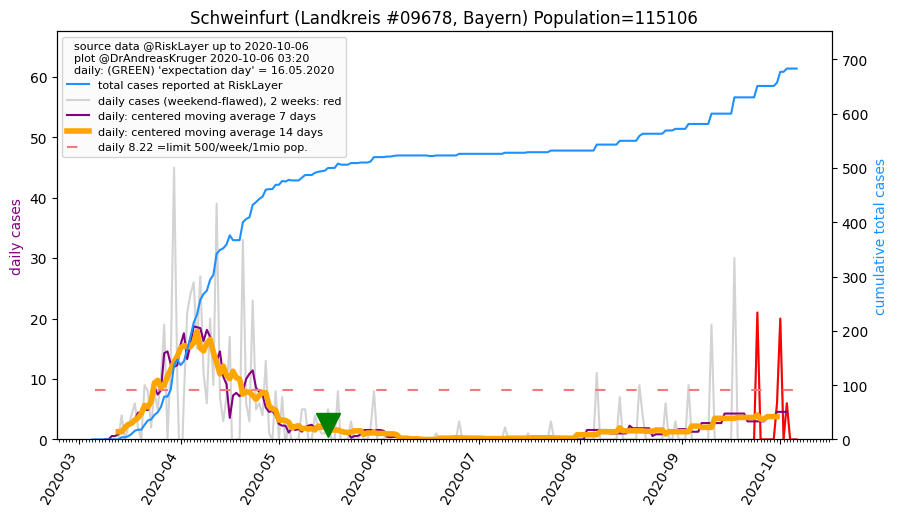 Schweinfurt (Landkreis #09678, Bayern) Population=115106
source data @RiskLayer up to 2020-10-06
plot @DrAndreasKruger 2020-10-06 03:20
daily: (GREEN) 'expectation day' = 16.05.2020
total cases reported at RiskLayer
daily cases (weekend-flawed), 2 weeks: red
daily: centered moving average 7 days
daily: centered moving average 14 days
daily 8.22 =limit 500/week/1mio pop.
daily cases
60
50
40
30
20
10
0
700
600
500
400
300
200
100
0
cumulative total cases
2020-03
2020-04
2020-05
2020-06
2020-07
2020-08
2020-09
2020-10